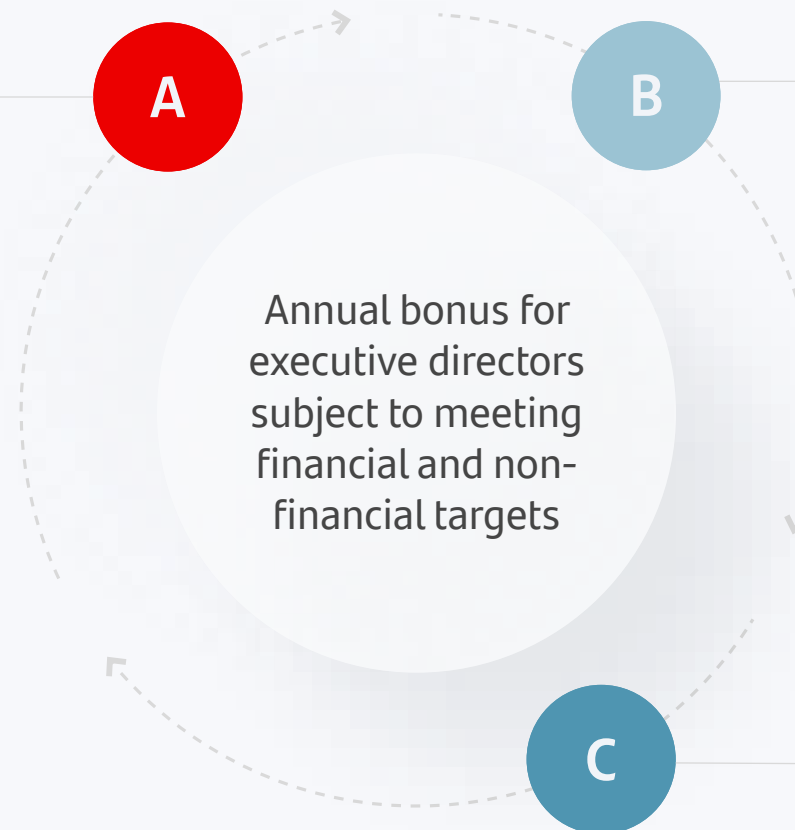 A
B
Annual bonus for
executive directors
subject to meeting
financial and non-
financial targets
C